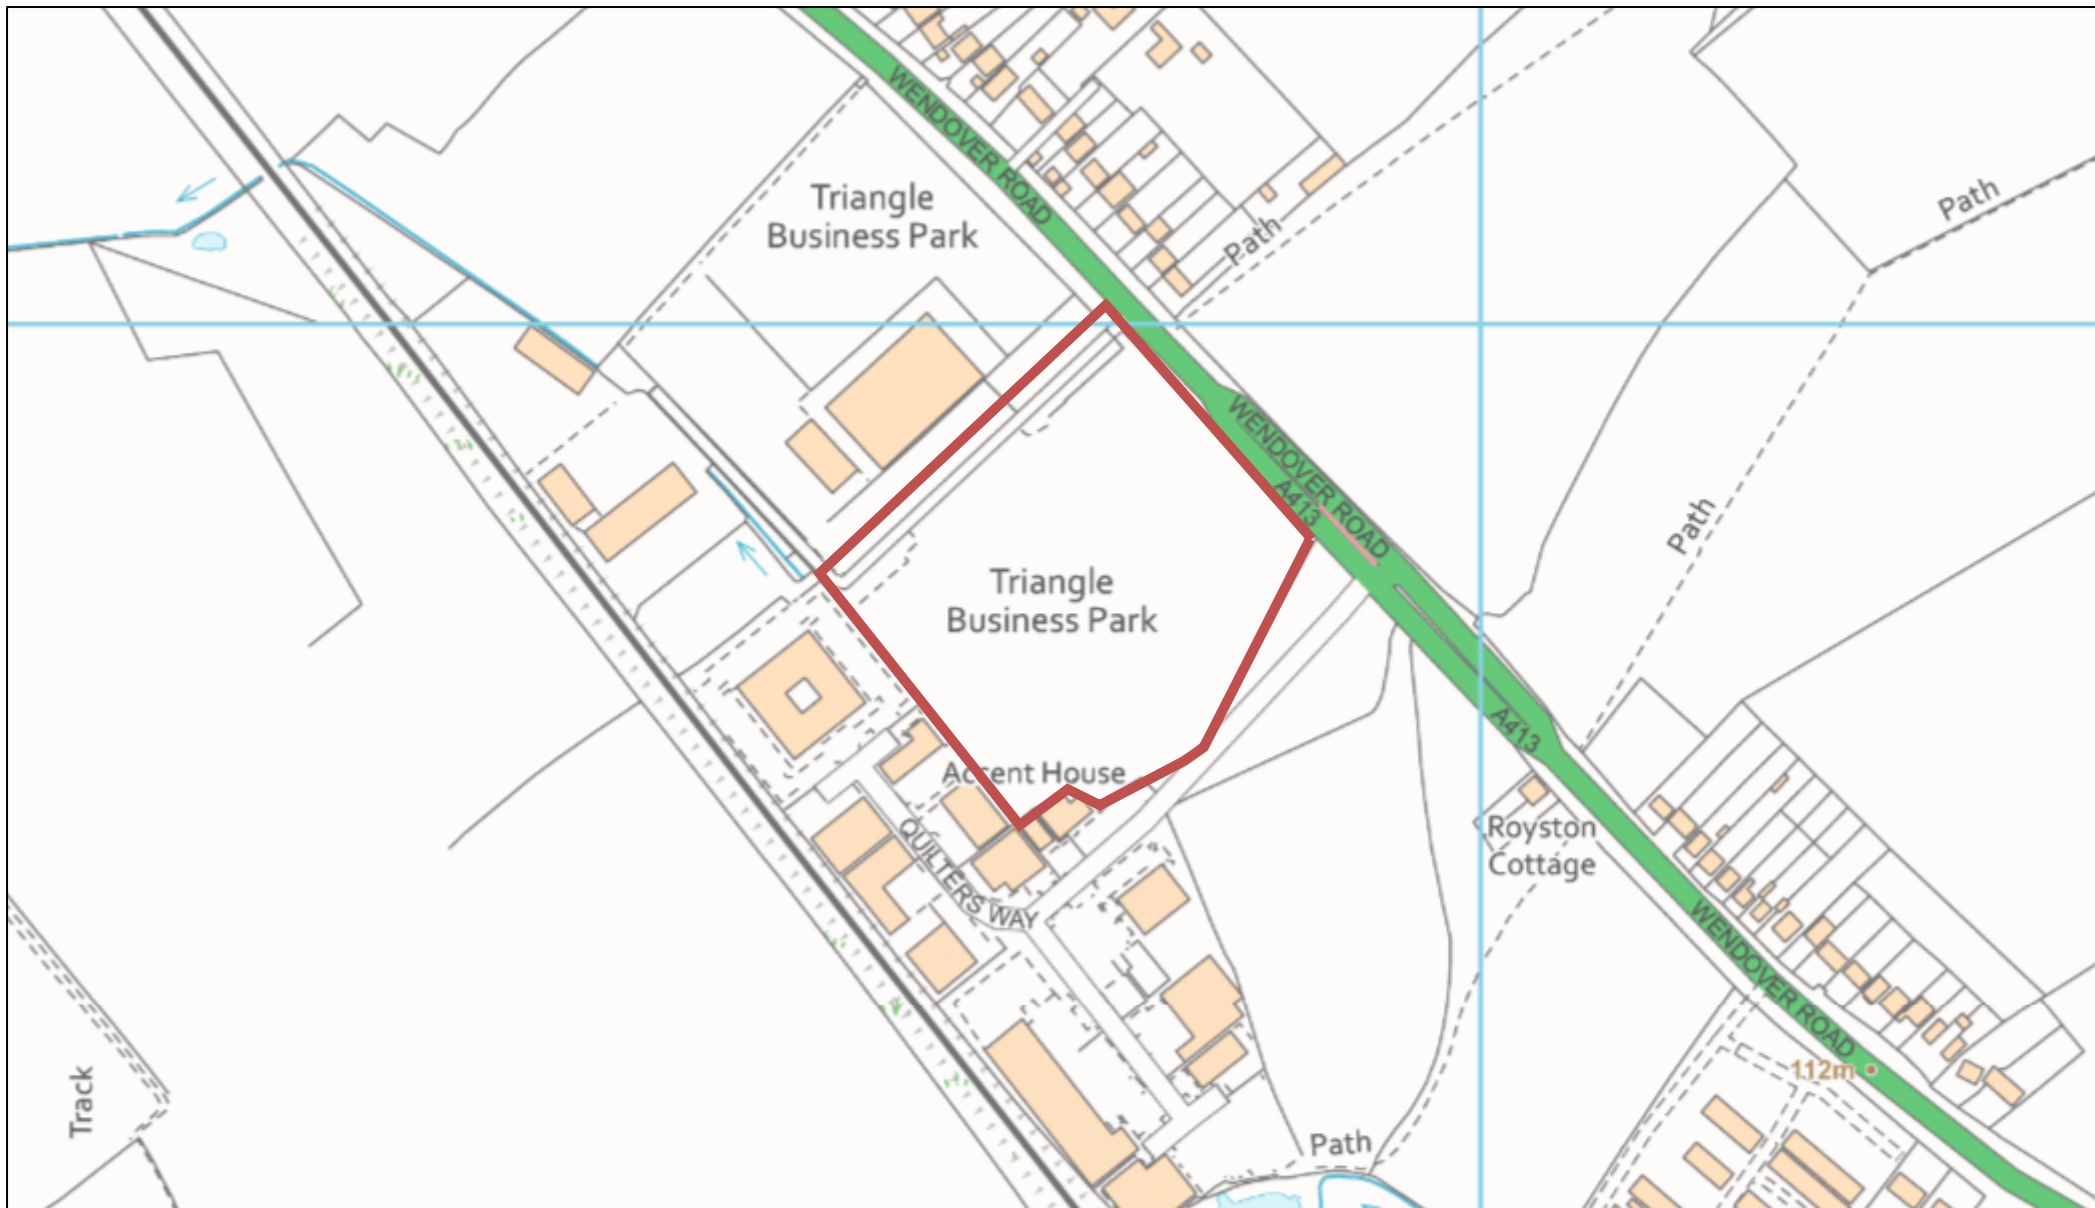 WENDOVER ROAD
Triangle
Business Park
Path
Path
WENDOVER ROAD
A413
Path
Triangle
Business Park
A413
Accent House
Royston
Cottage
QUILTERS WAY
WENDOVER ROAD
112m
Track
Path